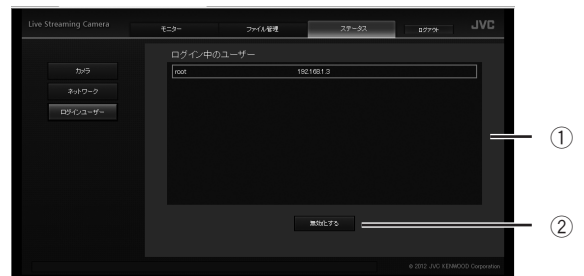 Live Streaming Camera
モニター ファイル管理 ステータス ログアウト JVC
ログイン中のユーザー
カメラ
ネットワーク
ログインユーザー
root 192.168.1.3
①
無効化する
②
© 2012 JVC KENWOOD Corporation